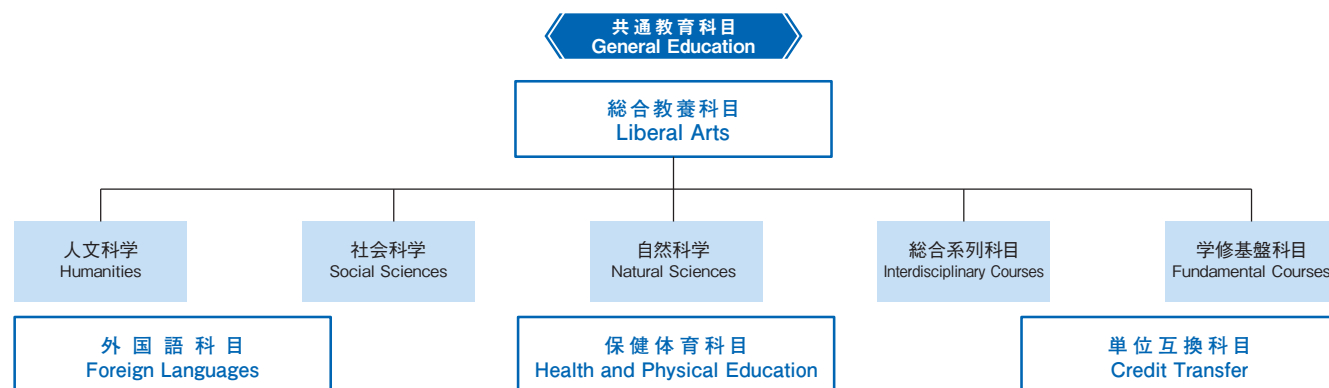 共通教育科目
General Education
総合教養科目
Liberal Arts
人文科学
Humanities
社会科学
Social Sciences
自然科学
Natural Sciences
総合系列科目
Interdisciplinary Courses
学修基盤科目
Fundamental Courses
外国語科目
Foreign Languages
保健体育科目
Health and Physical Education
単位互換科目
Credit Transfer